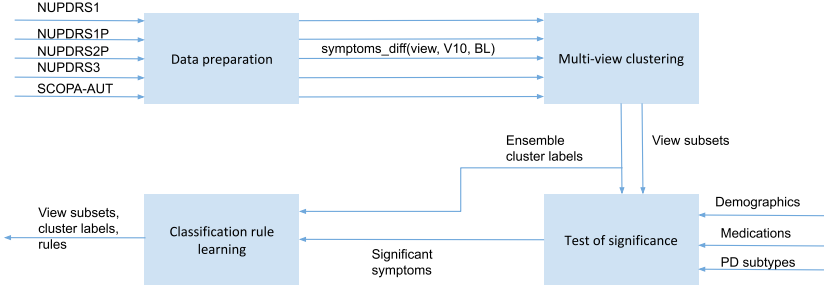 NUPDRS1
NUPDRS1P
NUPDRS2P
NUPDRS3
SCOPA-AUT
Data preparation
symptoms_diff(view, V10, BL)
Multi-view clustering
Ensemble
cluster labels
View subsets
View subsets,
cluster labels,
rules
Classification rule
learning
Significant
symptoms
Test of significance
Demographics
Medications
PD subtypes